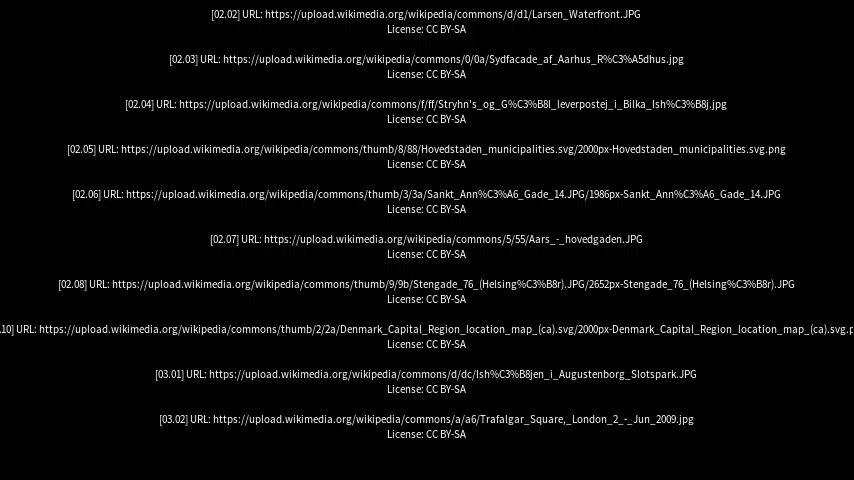 [02.02] URL: https://upload.wikimedia.org/wikipedia/commons/d/d1/Larsen_Waterfront.JPG
License: CC BY-SA
[02.03] URL: https://upload.wikimedia.org/wikipedia/commons/0/0a/Sydfacade_af_Aarhus_R%C3%A5dhus.jpg
License: CC BY-SA
[02.04] URL: https://upload.wikimedia.org/wikipedia/commons/f/ff/Stryhn's_og_G%C3%B8l_leverpostej_i_Bilka_Ish%C3%B8j.jpg
License: CC BY-SA
[02.05] URL: https://upload.wikimedia.org/wikipedia/commons/thumb/8/88/Hovedstaden_municipalities.svg/2000px-Hovedstaden_municipalities.svg.png
License: CC BY-SA
[02.06] URL: https://upload.wikimedia.org/wikipedia/commons/thumb/3/3a/Sankt_Ann%C3%A6_Gade_14.JPG/1986px-Sankt_Ann%C3%A6_Gade_14.JPG
License: CC BY-SA
[02.07] URL: https://upload.wikimedia.org/wikipedia/commons/5/55/Aars_-_hovedgaden.JPG
License: CC BY-SA
[02.08] URL: https://upload.wikimedia.org/wikipedia/commons/thumb/9/9b/Stengade_76_(Helsing%C3%B8r).JPG/2652px-Stengade_76_(Helsing%C3%B8r).JPG
License: CC BY-SA
.10] URL: https://upload.wikimedia.org/wikipedia/commons/thumb/2/2a/Denmark_Capital_Region_location_map_(ca).svg/2000px-Denmark_Capital_Region_location_map_(ca).svg.p
License: CC BY-SA
[03.01] URL: https://upload.wikimedia.org/wikipedia/commons/d/dc/Ish%C3%B8jen_i_Augustenborg_Slotspark.JPG
License: CC BY-SA
[03.02] URL: https://upload.wikimedia.org/wikipedia/commons/a/a6/Trafalgar_Square,_London_2_-_Jun_2009.jpg
License: CC BY-SA